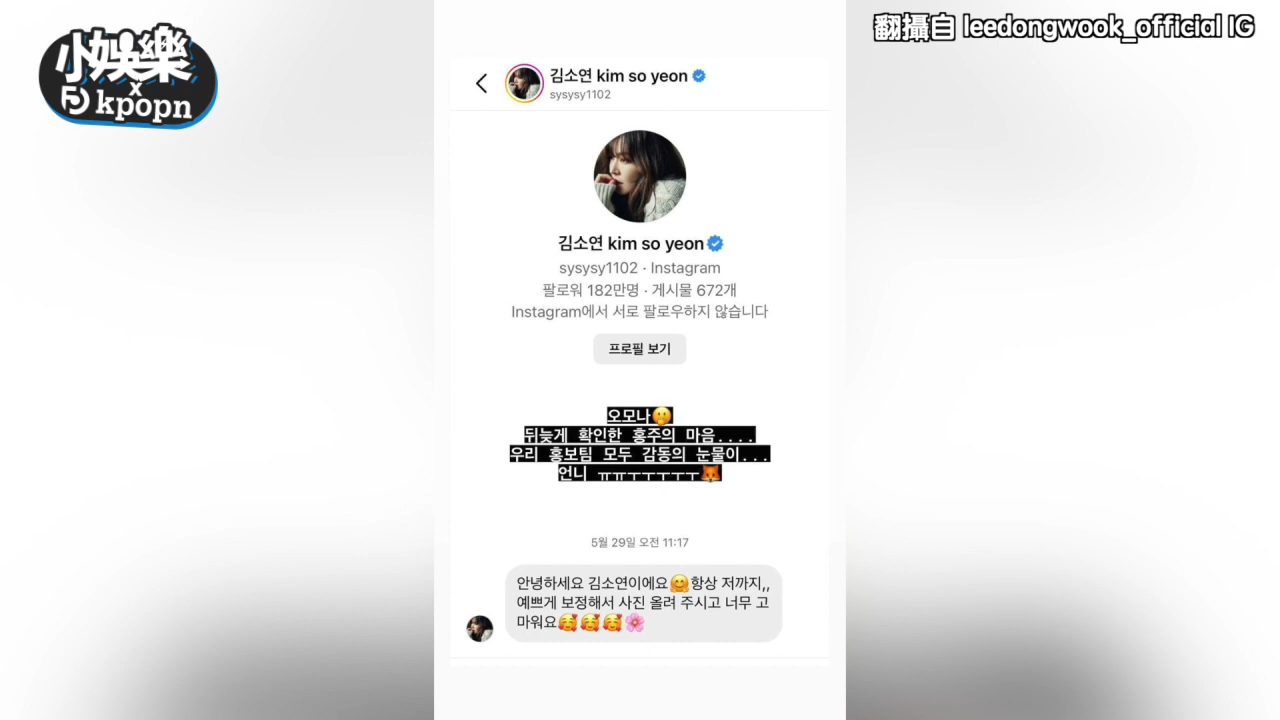 小娛樂
x
kpopn
翻攝自 leedongwook_official IG
김소연 kim so yeon
sysysy1102
김소연 kim so yeon
sysysy1102 · Instagram
팔로워 182만명 · 게시물 672개
Instagram에서 서로 팔로우하지 않습니다
프로필 보기
오모나🤫
뒤늦게 확인한 홍주의 마음....
우리 홍보팀 모두 감동의 눈물이...
언니 ㅠㅠㅜㅜㅜㅜㅜ🦊
5월 29일 오전 11:17
안녕하세요 김소연이에요🤗항상 저까지,,
예쁘게 보정해서 사진 올려 주시고 너무 고
마워요🥰🥰🥰🌸